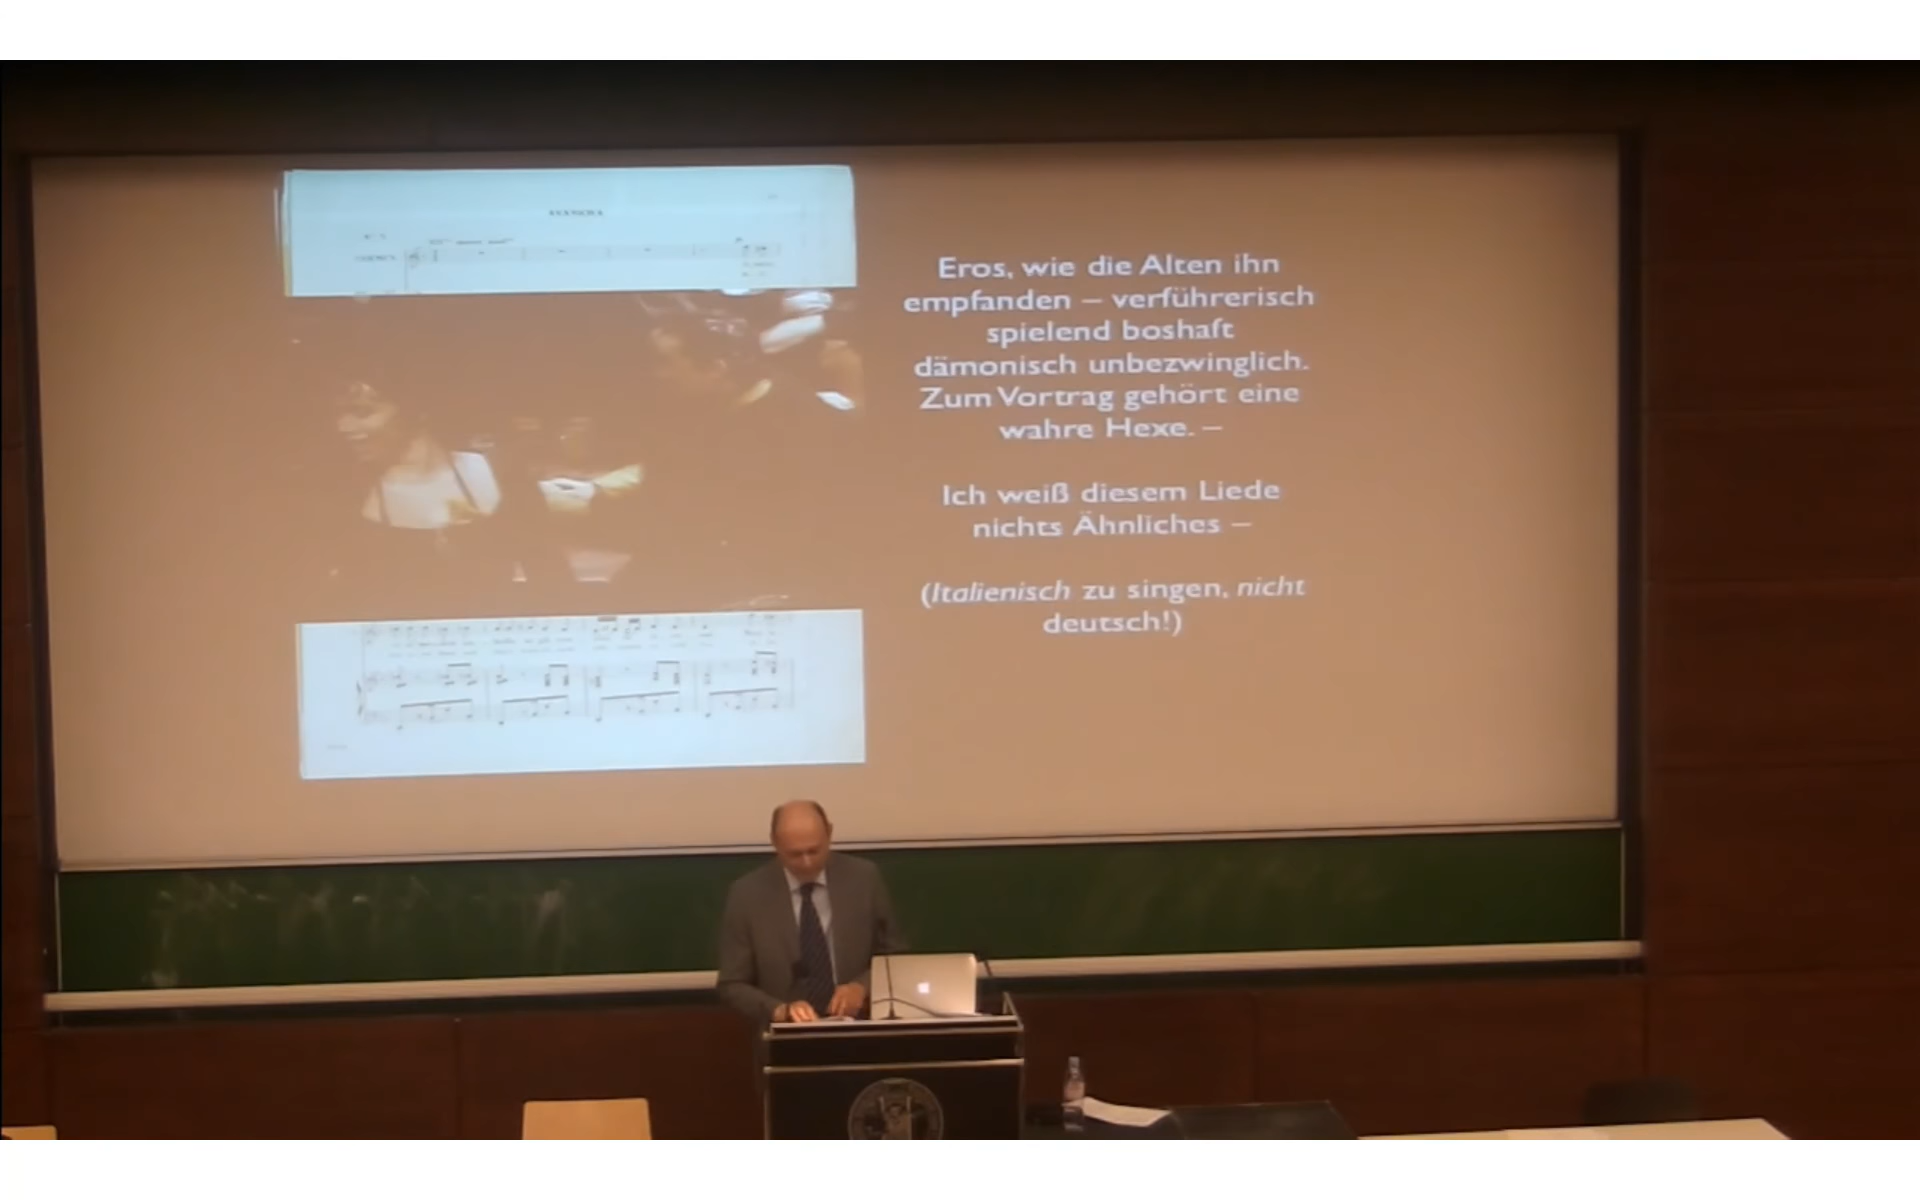 Eros, wie die Alten ihn
empfanden – verführerisch
spielend boshaft
dämonisch unbezwinglich.
Zum Vortrag gehört eine
wahre Hexe. –
Ich weiß diesem Liede
nichts Ähnliches –
(Italienisch zu singen, nicht
deutsch!)